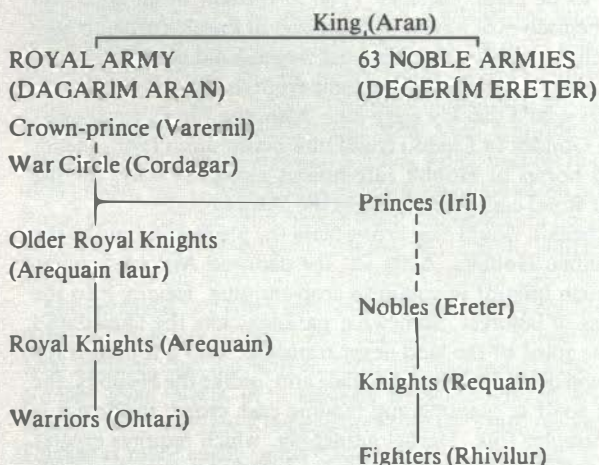 King (Aran)
ROYAL ARMY
(DAGARIM ARAN)
Crown-prince (Varernil)
War Circle (Cordagar)
Older Royal Knights
(Arequain Iaur)
Royal Knights (Arequain)
Warriors (Ohtari)
63 NOBLE ARMIES
(DEGERÍM ERETER)
Princes (Iríl)
Nobles (Ereter)
Knights (Requain)
Fighters (Rhivilur)